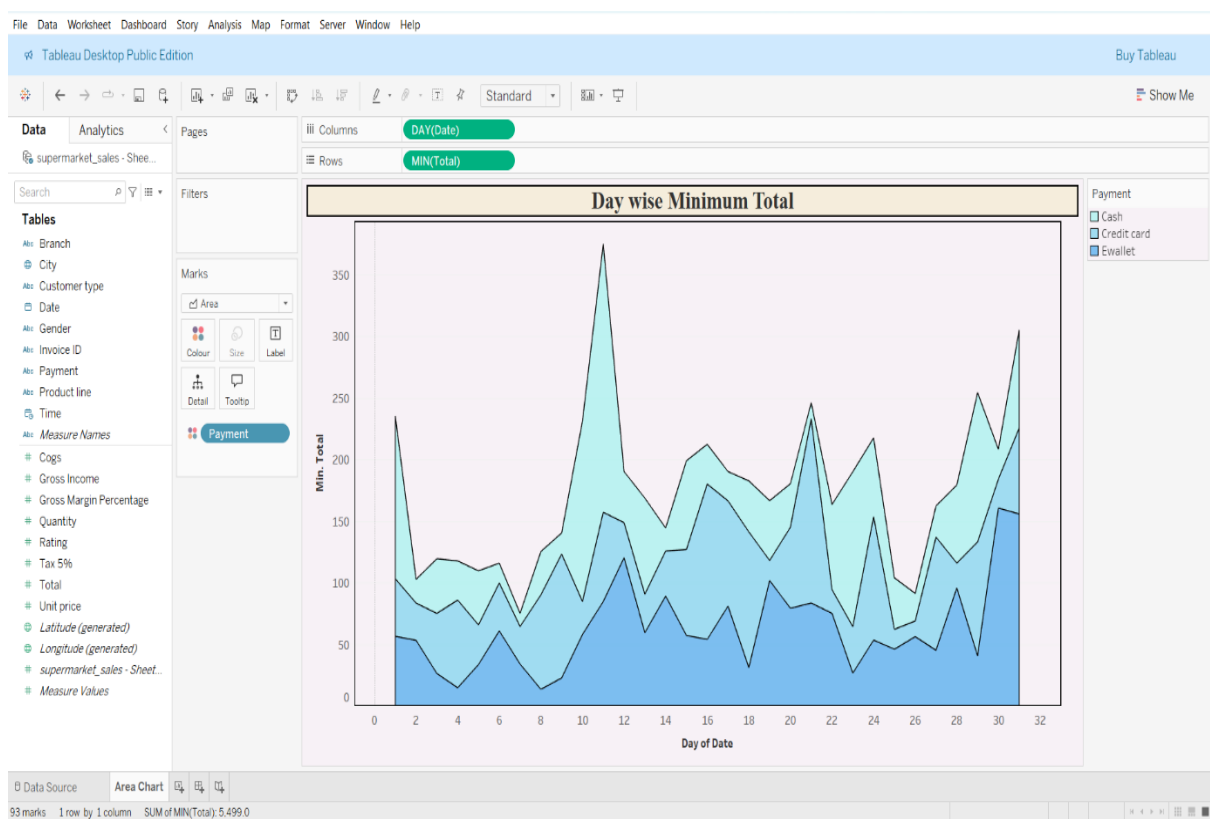 File Data Worksheet Dashboard Story Analysis Map Format Server Window Help
Tableau Desktop Public Edition
Buy Tableau
Standard
Show Me
Data
Analytics
supermarket_sales - Shee...
Search
Tables
Abc Branch
City
Abc Customer type
Date
Abc Gender
Abc Invoice ID
Abc Payment
Abc Product line
Time
Abc Measure Names
# Cogs
# Gross Income
# Gross Margin Percentage
# Quantity
# Rating
# Tax 5%
# Total
# Unit price
Latitude (generated)
Longitude (generated)
# supermarket_sales - Sheet...
# Measure Values
Pages
Filters
Marks
Area
Colour
Size
Label
Detail
Tooltip
Payment
Columns
DAY(Date)
Rows
MIN(Total)
Day wise Minimum Total
Min. Total
350
300
250
200
150
100
50
0
0 2 4 6 8 10 12 14 16 18 20 22 24 26 28 30 32
Day of Date
Payment
Cash
Credit card
Ewallet
Data Source
Area Chart
93 marks 1 row by 1 column SUM of MIN(Total): 5,499.0